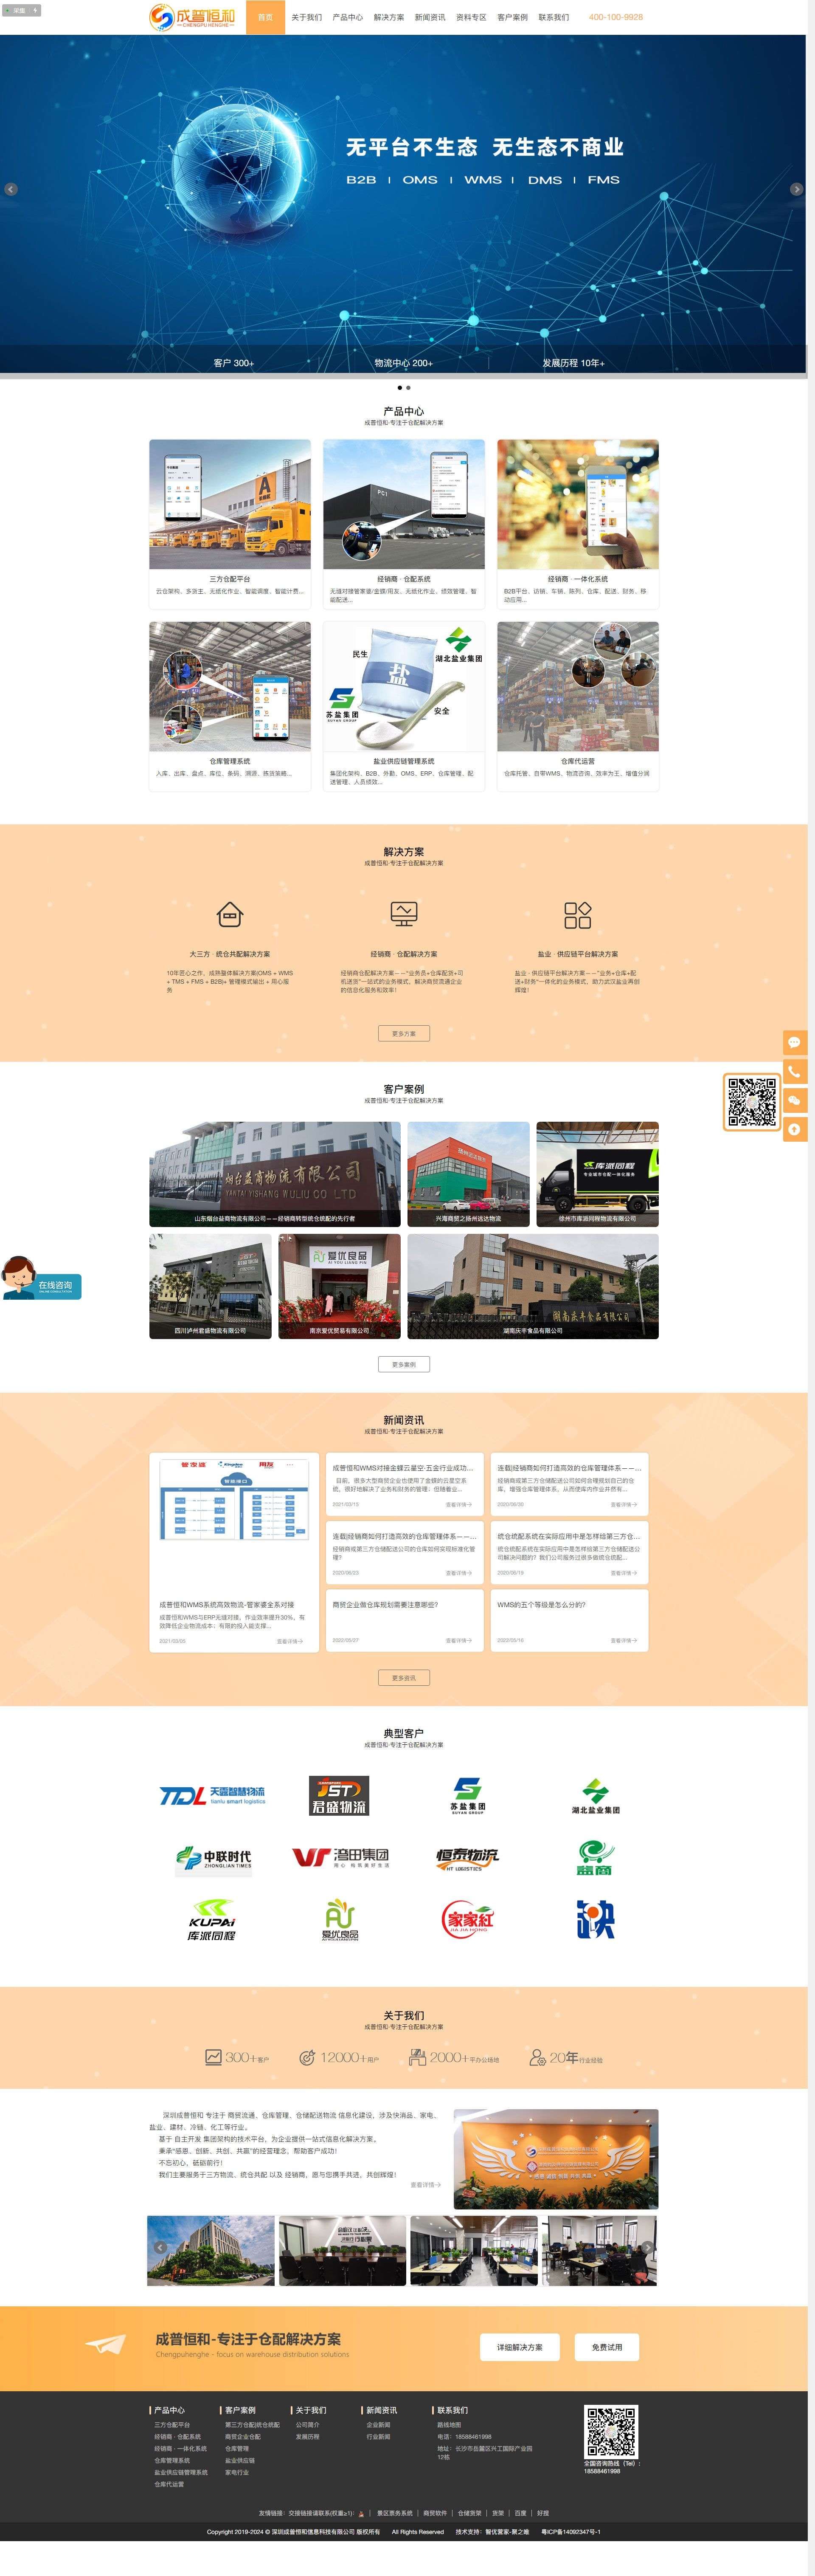 成普恒和
CHENGPU HENGHE
首页
关于我们
产品中心
解决方案
新闻资讯
资料专区
客户案例
联系我们
400-100-9928
无平台不生态 无生态不商业
B2B | OMS | WMS | DMS | FMS
客户 300+
物流中心 200+
发展历程 10年+
产品中心
成普恒和-专注于仓配解决方案
三方仓配平台
云仓架构、多货主、无纸化作业、智能调度、智能计费...
PC1
经销商 · 仓配系统
无缝对接管家婆/金蝶/用友、无纸化作业、绩效管理、智
能配送...
经销商 · 一体化系统
B2B平台、访销、车销、陈列、仓库、配送、财务、移
动应用...
仓库管理系统
入库、出库、盘点、库位、条码、溯源、拣货策略...
民生
盐
湖北盐业集团
苏盐集团
SUYAN GROUP
安全
盐业供应链管理系统
集团化架构、B2B、外勤、OMS、ERP、仓库管理、配
送管理、人员绩效...
仓库代运营
仓库托管、自带WMS、物流咨询、效率为王、增值分润
解决方案
成普恒和-专注于仓配解决方案
大三方 · 统仓共配解决方案
10年匠心之作，成熟整体解决方案(OMS + WMS
+ TMS + FMS + B2B)+ 管理模式输出 + 用心服
务
经销商 · 仓配解决方案
经销商仓配解决方案——“业务员+仓库配货+司
机送货”一站式的业务模式，解决商贸流通企业
的信息化服务和效率！
盐业 · 供应链平台解决方案
盐业 · 供应链平台解决方案——“业务+仓库+配
送+财务”一体化的业务模式，助力武汉盐业再创
辉煌！
更多方案
客户案例
成普恒和-专注于仓配解决方案
烟台益商物流有限公司
YANTAI YISHANG WULIU CO LTD
山东烟台益商物流有限公司——经销商转型统仓统配的先行者
兴海商贸之扬州远达物流
库派同程
徐州市库派同程物流有限公司
四川泸州君盛物流有限公司
爱优良品
AI YOU LIANG PIN
南京爱优贸易有限公司
湖南庆丰食品有限公司
湖南庆丰食品有限公司
在线咨询
更多案例
新闻资讯
成普恒和-专注于仓配解决方案
管家婆
Kingdee
用友
成普恒和WMS系统高效物流-管家婆全系对接
成普恒和WMS与ERP无缝对接，作业效率提升30%，有
效降低企业物流成本；有限的投入能支撑...
2021/03/05
查看详情→
成普恒和WMS对接金蝶云星空·五金行业成功...
目前，很多大型商贸企业也使用了金蝶的云星空系
统，很好地解决了业务和财务的管理；但随着业...
2021/03/15
查看详情→
连载|经销商如何打造高效的仓库管理体系——...
经销商或第三方仓储配送公司如何合理规划自己的仓
库，增强仓库管理体系，从而使库内作业井然有...
查看详情→
连载|经销商如何打造高效的仓库管理体系——...
经销商或第三方仓储配送公司的仓库如何实现标准化管
理？
查看详情→
统仓统配系统在实际应用中是怎样给第三方仓...
统仓统配系统在实际应用中是怎样给第三方仓储配送公
司解决问题的？我们公司服务过很多做统仓统配...
查看详情→
商贸企业做仓库规划需要注意哪些？
查看详情→
WMS的五个等级是怎么分的？
查看详情→
更多资讯
典型客户
成普恒和-专注于仓配解决方案
TDL 天露智慧物流
tianlu smart logistics
JST
君盛物流
苏盐集团
SUYAN GROUP
湖北盐业集团
中联时代
ZHONGLIAN TIMES
湾田集团
用心 构筑美好生活
恒泰物流
HT LOGISTICS
益商
KUPAI
库派同程
爱优良品
家家红
JIA JIA HONG
关于我们
成普恒和-专注于仓配解决方案
300+客户
12000+用户
2000+平办公场地
20年行业经验
深圳成普恒和 专注于 商贸流通、仓库管理、仓储配送物流 信息化建设，涉及快消品、家电、
盐业、建材、冷链、化工等行业。
基于 自主开发 集团架构的技术平台，为企业提供一站式信息化解决方案。
秉承“感恩、创新、共创、共赢”的经营理念，帮助客户成功！
不忘初心，砥砺前行！
我们主要服务于三方物流、统仓共配 以及 经销商，愿与您携手共进，共创辉煌！
查看详情→
成普恒和-专注于仓配解决方案
Chengpuhenghe - focus on warehouse distribution solutions
详细解决方案
免费试用
产品中心
三方仓配平台
经销商 · 仓配系统
经销商 · 一体化系统
仓库管理系统
盐业供应链管理系统
仓库代运营
客户案例
第三方仓配|统仓统配
商贸企业仓配
仓库管理
盐业供应链
家电行业
关于我们
公司简介
发展历程
新闻资讯
企业新闻
行业新闻
联系我们
路线地图
电话：18588461998
地址：长沙市岳麓区兴工国际产业园
12栋
全国咨询热线（Tel）:
18588461998
友情链接：交接链接请联系(权重≥1)： | 景区票务系统 | 商贸软件 | 仓储货架 | 货架 | 百度 | 好搜
Copyright 2019-2024 © 深圳成普恒和信息科技有限公司 版权所有 All Rights Reserved 技术支持：智优营家-聚之峰 粤ICP备14092347号-1